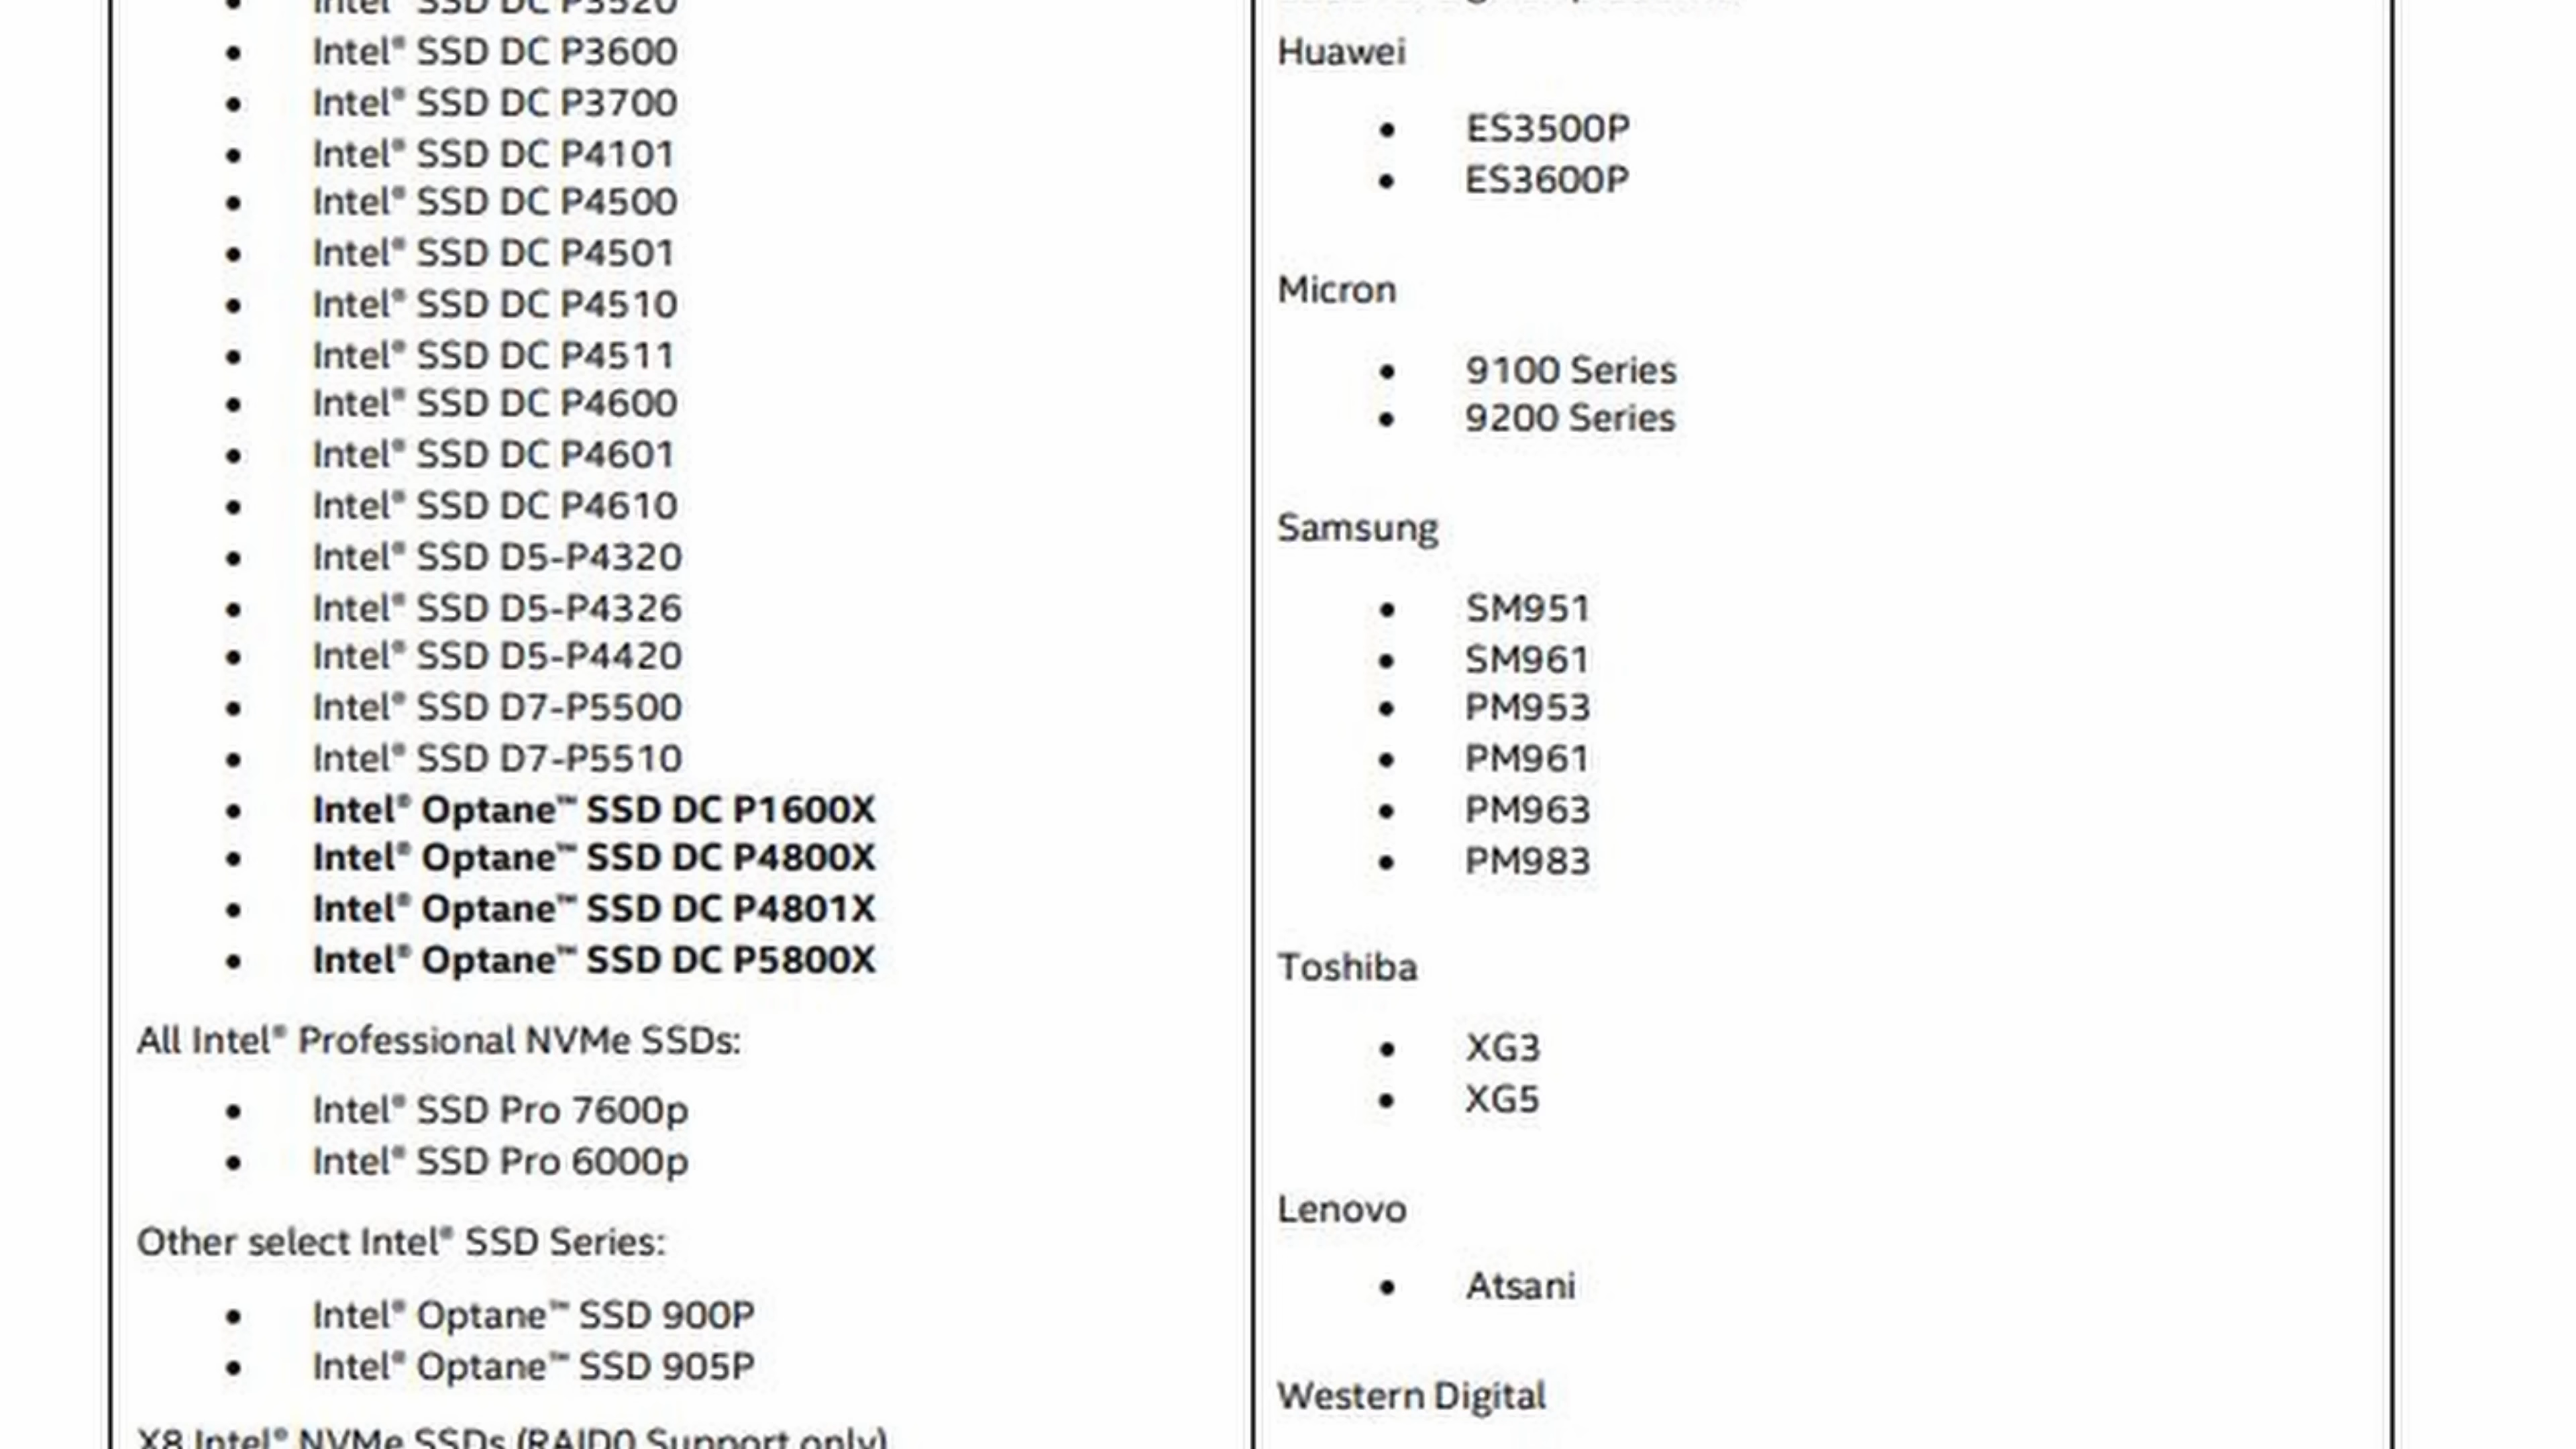 Intel® SSD DC P3520
• Intel® SSD DC P3600
• Intel® SSD DC P3700
• Intel® SSD DC P4101
• Intel® SSD DC P4500
• Intel® SSD DC P4501
• Intel® SSD DC P4510
• Intel® SSD DC P4511
• Intel® SSD DC P4600
• Intel® SSD DC P4601
• Intel® SSD DC P4610
• Intel® SSD D5-P4320
• Intel® SSD D5-P4326
• Intel® SSD D5-P4420
• Intel® SSD D7-P5500
• Intel® SSD D7-P5510
• Intel® Optane™ SSD DC P1600X
• Intel® Optane™ SSD DC P4800X
• Intel® Optane™ SSD DC P4801X
• Intel® Optane™ SSD DC P5800X
All Intel® Professional NVMe SSDs:
• Intel® SSD Pro 7600p
• Intel® SSD Pro 6000p
Other select Intel® SSD Series:
• Intel® Optane™ SSD 900P
• Intel® Optane™ SSD 905P
X8 Intel® NVMe SSDs (RAID0 Support only)
Huawei
• ES3500P
• ES3600P
Micron
• 9100 Series
• 9200 Series
Samsung
• SM951
• SM961
• PM953
• PM961
• PM963
• PM983
Toshiba
• XG3
• XG5
Lenovo
• Atsani
Western Digital